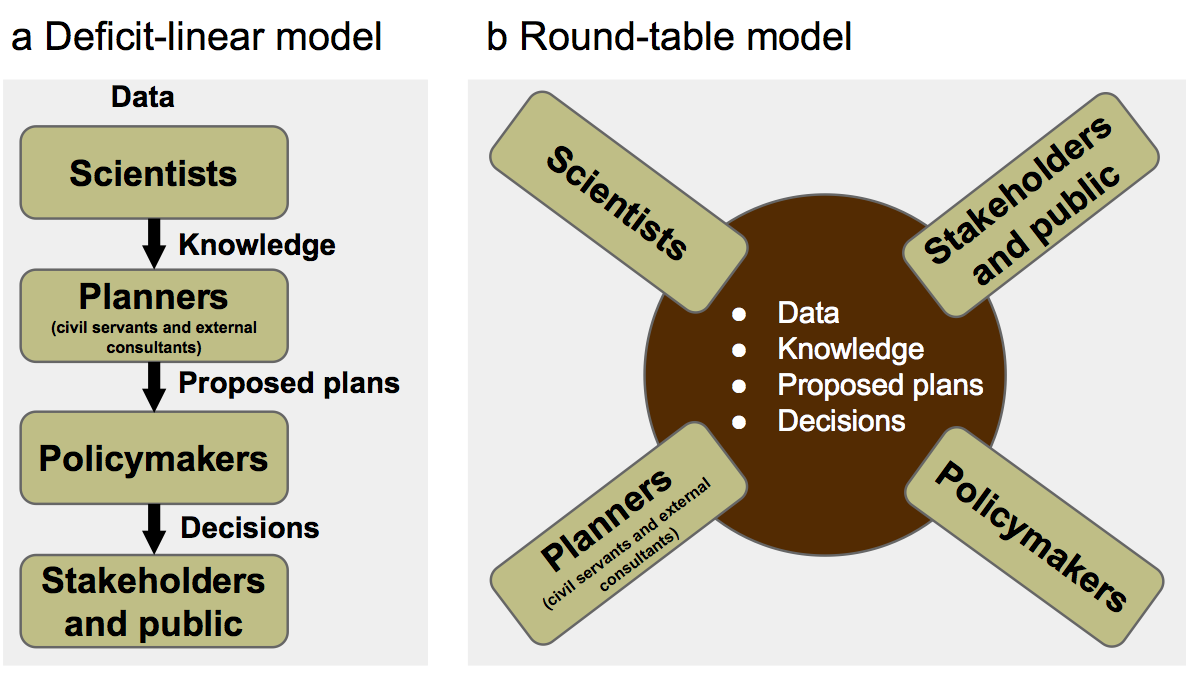 a Deficit-linear model
Data
Scientists
Knowledge
Planners
(civil servants and external
consultants)
Proposed plans
Policymakers
Decisions
Stakeholders
and public
b Round-table model
Scientists
Stakeholders
and public
● Data
● Knowledge
● Proposed plans
● Decisions
Planners
(civil servants and external
consultants)
Policymakers